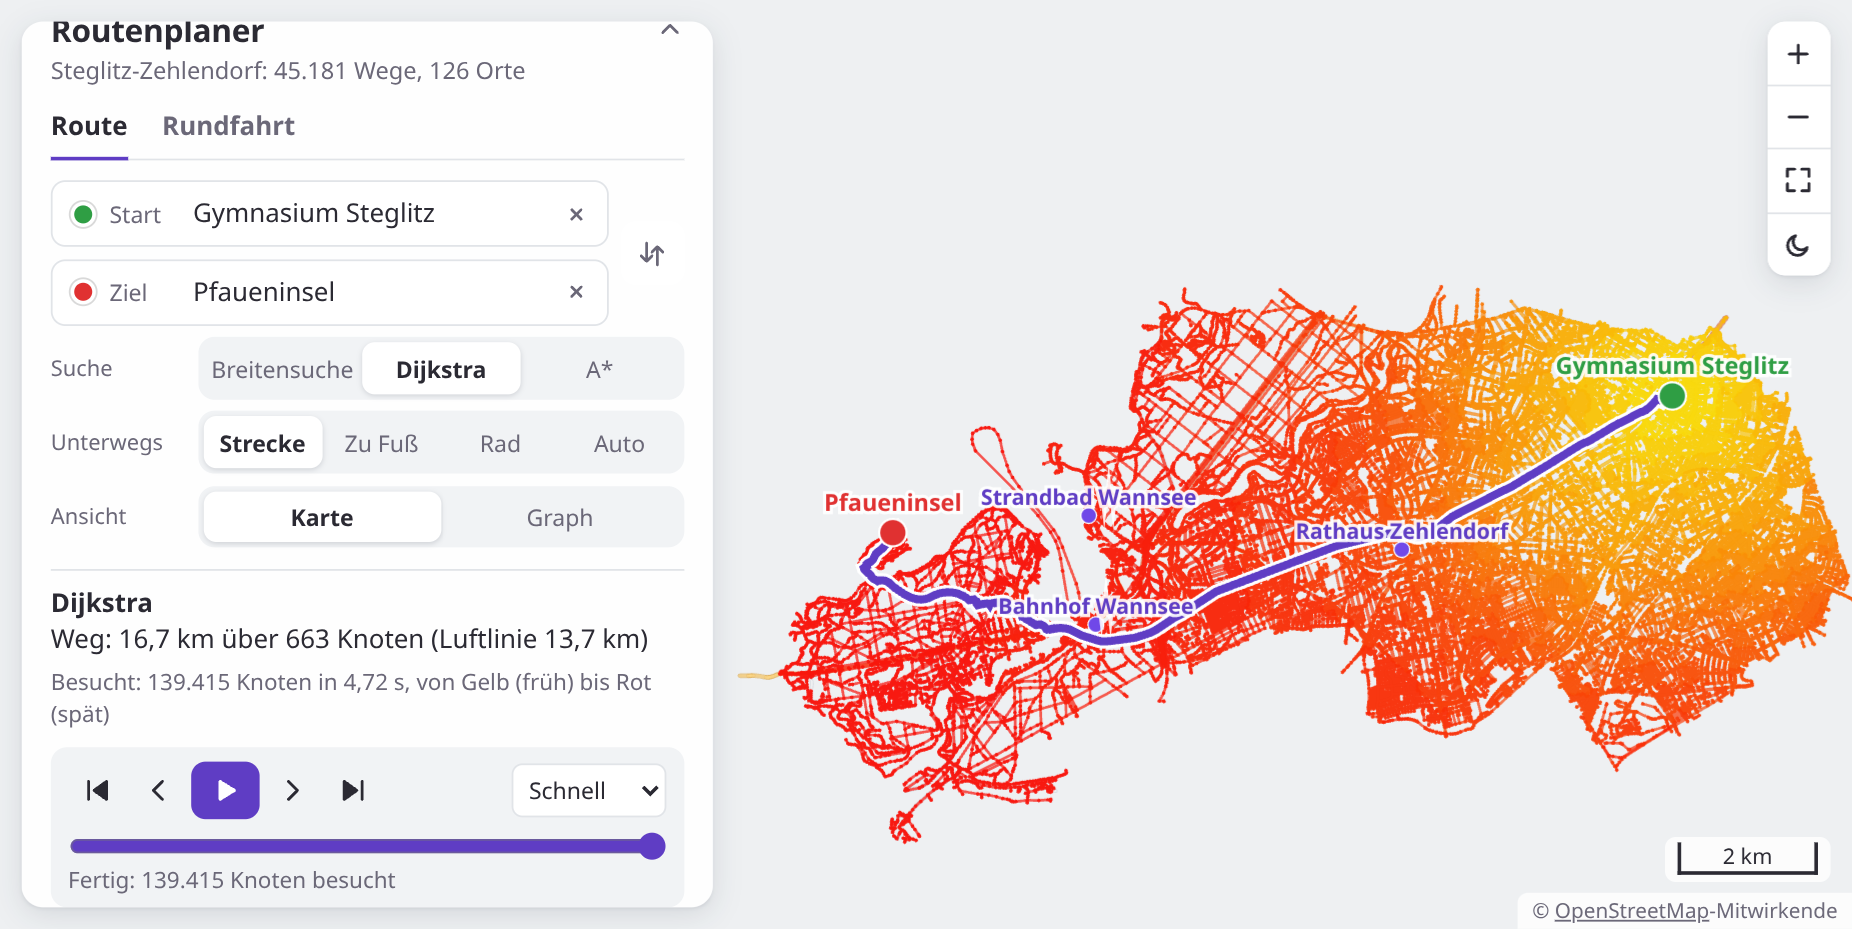 Routenplaner
Steglitz-Zehlendorf: 45.181 Wege, 126 Orte
Route Rundfahrt
Start Gymnasium Steglitz ×
Ziel Pfaueninsel ×
Suche Breitensuche Dijkstra A*
Unterwegs Strecke Zu Fuß Rad Auto
Ansicht Karte Graph
Dijkstra
Weg: 16,7 km über 663 Knoten (Luftlinie 13,7 km)
Besucht: 139.415 Knoten in 4,72 s, von Gelb (früh) bis Rot
(spät)
Schnell
Fertig: 139.415 Knoten besucht
Gymnasium Steglitz
Pfaueninsel
Strandbad Wannsee
Rathaus Zehlendorf
Bahnhof Wannsee
2 km
© OpenStreetMap-Mitwirkende